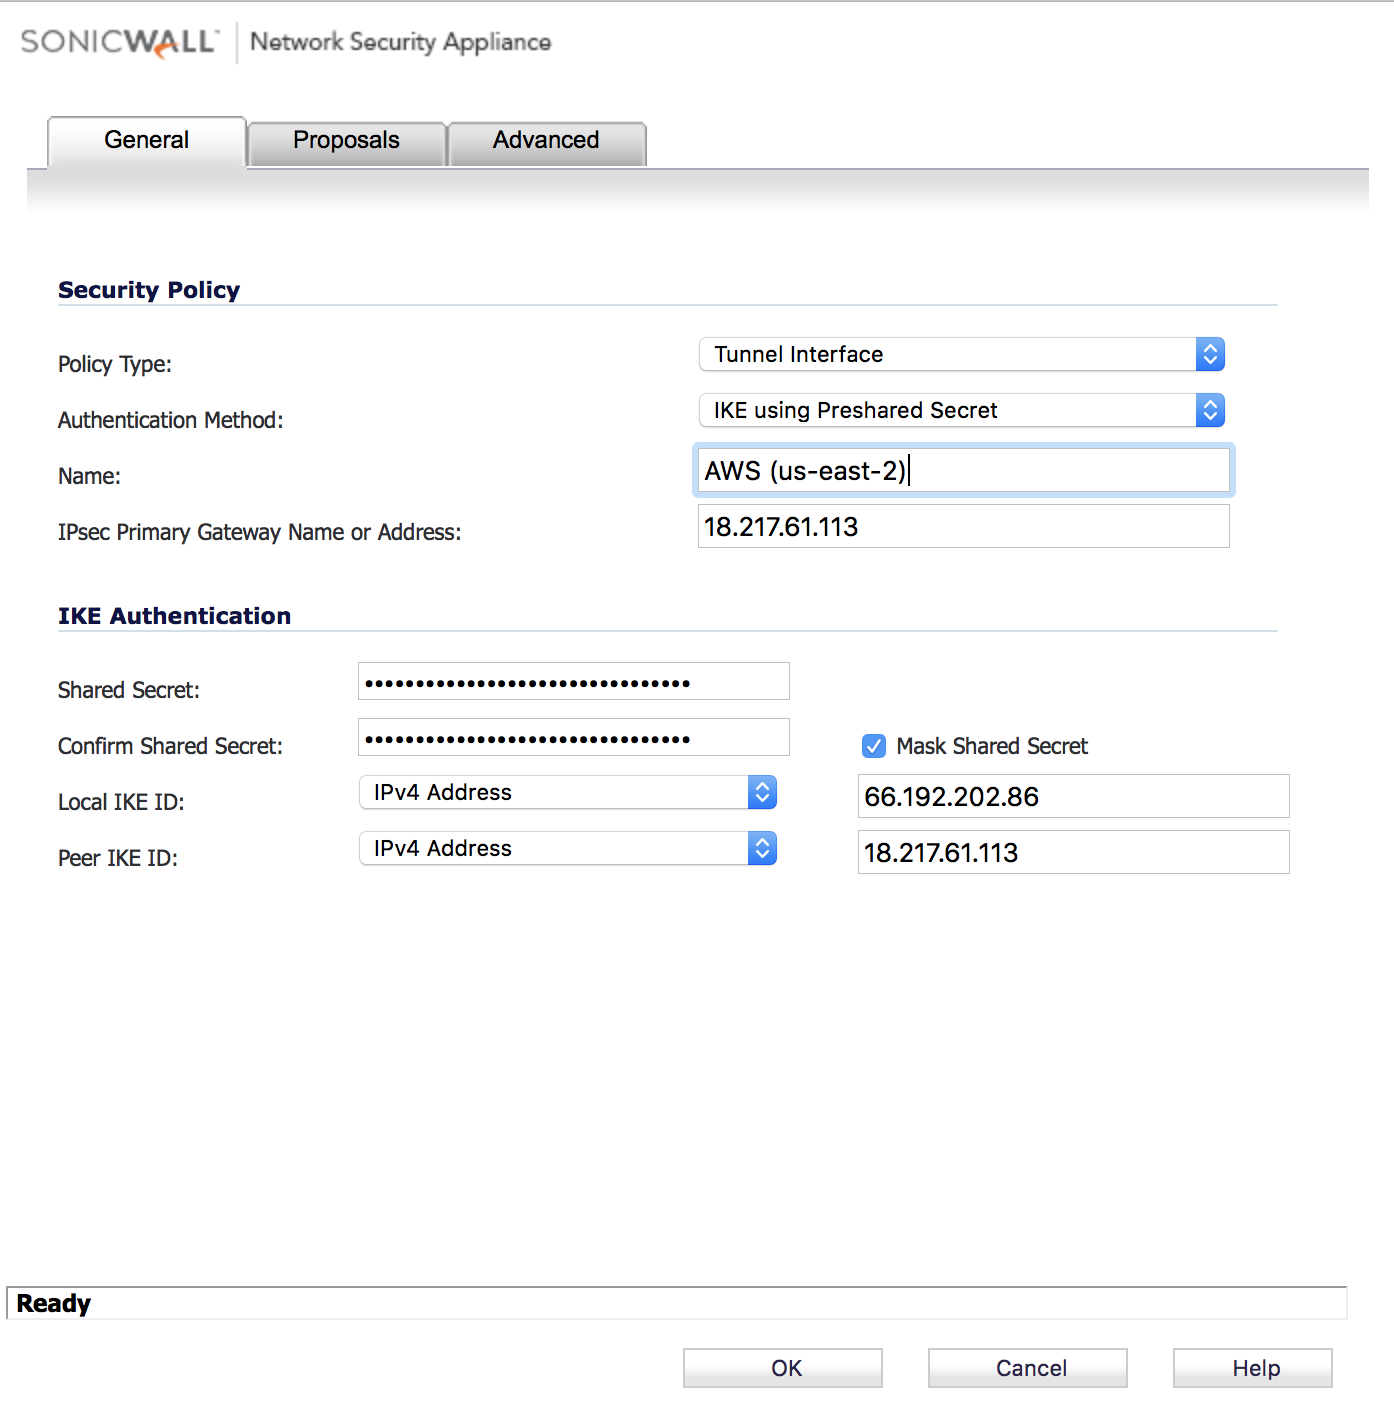 SONICWALL™ Network Security Appliance
General Proposals Advanced
Security Policy
Policy Type: Tunnel Interface
Authentication Method: IKE using Preshared Secret
Name: AWS (us-east-2)
IPsec Primary Gateway Name or Address: 18.217.61.113
IKE Authentication
Shared Secret: ••••••••••••••••••••••••••••••••
Confirm Shared Secret: •••••••••••••••••••••••••••••••• Mask Shared Secret
Local IKE ID: IPv4 Address 66.192.202.86
Peer IKE ID: IPv4 Address 18.217.61.113
Ready
OK Cancel Help